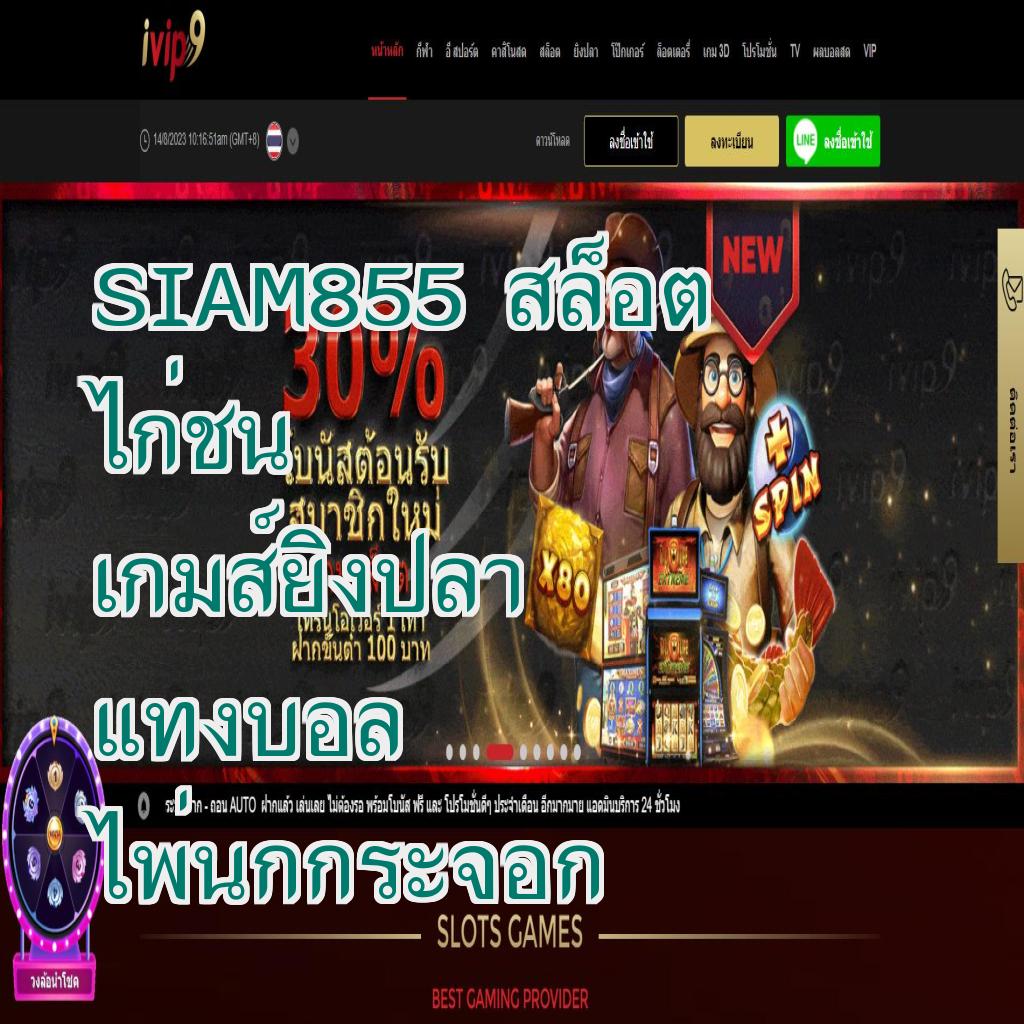 ivip9
หน้าหลัก กีฬา อีสปอร์ต คาสิโนสด สล็อต ยิงปลา โป๊กเกอร์ ล็อตเตอรี่ เกม 3D โปรโมชั่น TV ผลบอลสด VIP
14/8/2023 10:16:51am (GMT+8)
ดาวน์โหลด ลงชื่อเข้าใช้ ลงทะเบียน LINE ลงชื่อเข้าใช้
NEW
SIAM855 สล็อต
30%
ไก่ชน
โบนัสต้อนรับ
สมาชิกใหม่
เกมส์ยิงปลา
ฝากขั้นต่ำ 100 บาท
+
SPIN
X80
EXTREME
ติดต่อเรา
แทงบอล
ฝาก - ถอน AUTO ฝากแล้ว เล่นเลย ไม่ต้องรอ พร้อมโบนัส ฟรี และ โปรโมชั่นดีๆ ประจำเดือน อีกมากมาย แอดมินบริการ 24 ชั่วโมง
ไพ่นกกระจอก
SLOTS GAMES
วงล้อนำโชค
BEST GAMING PROVIDER